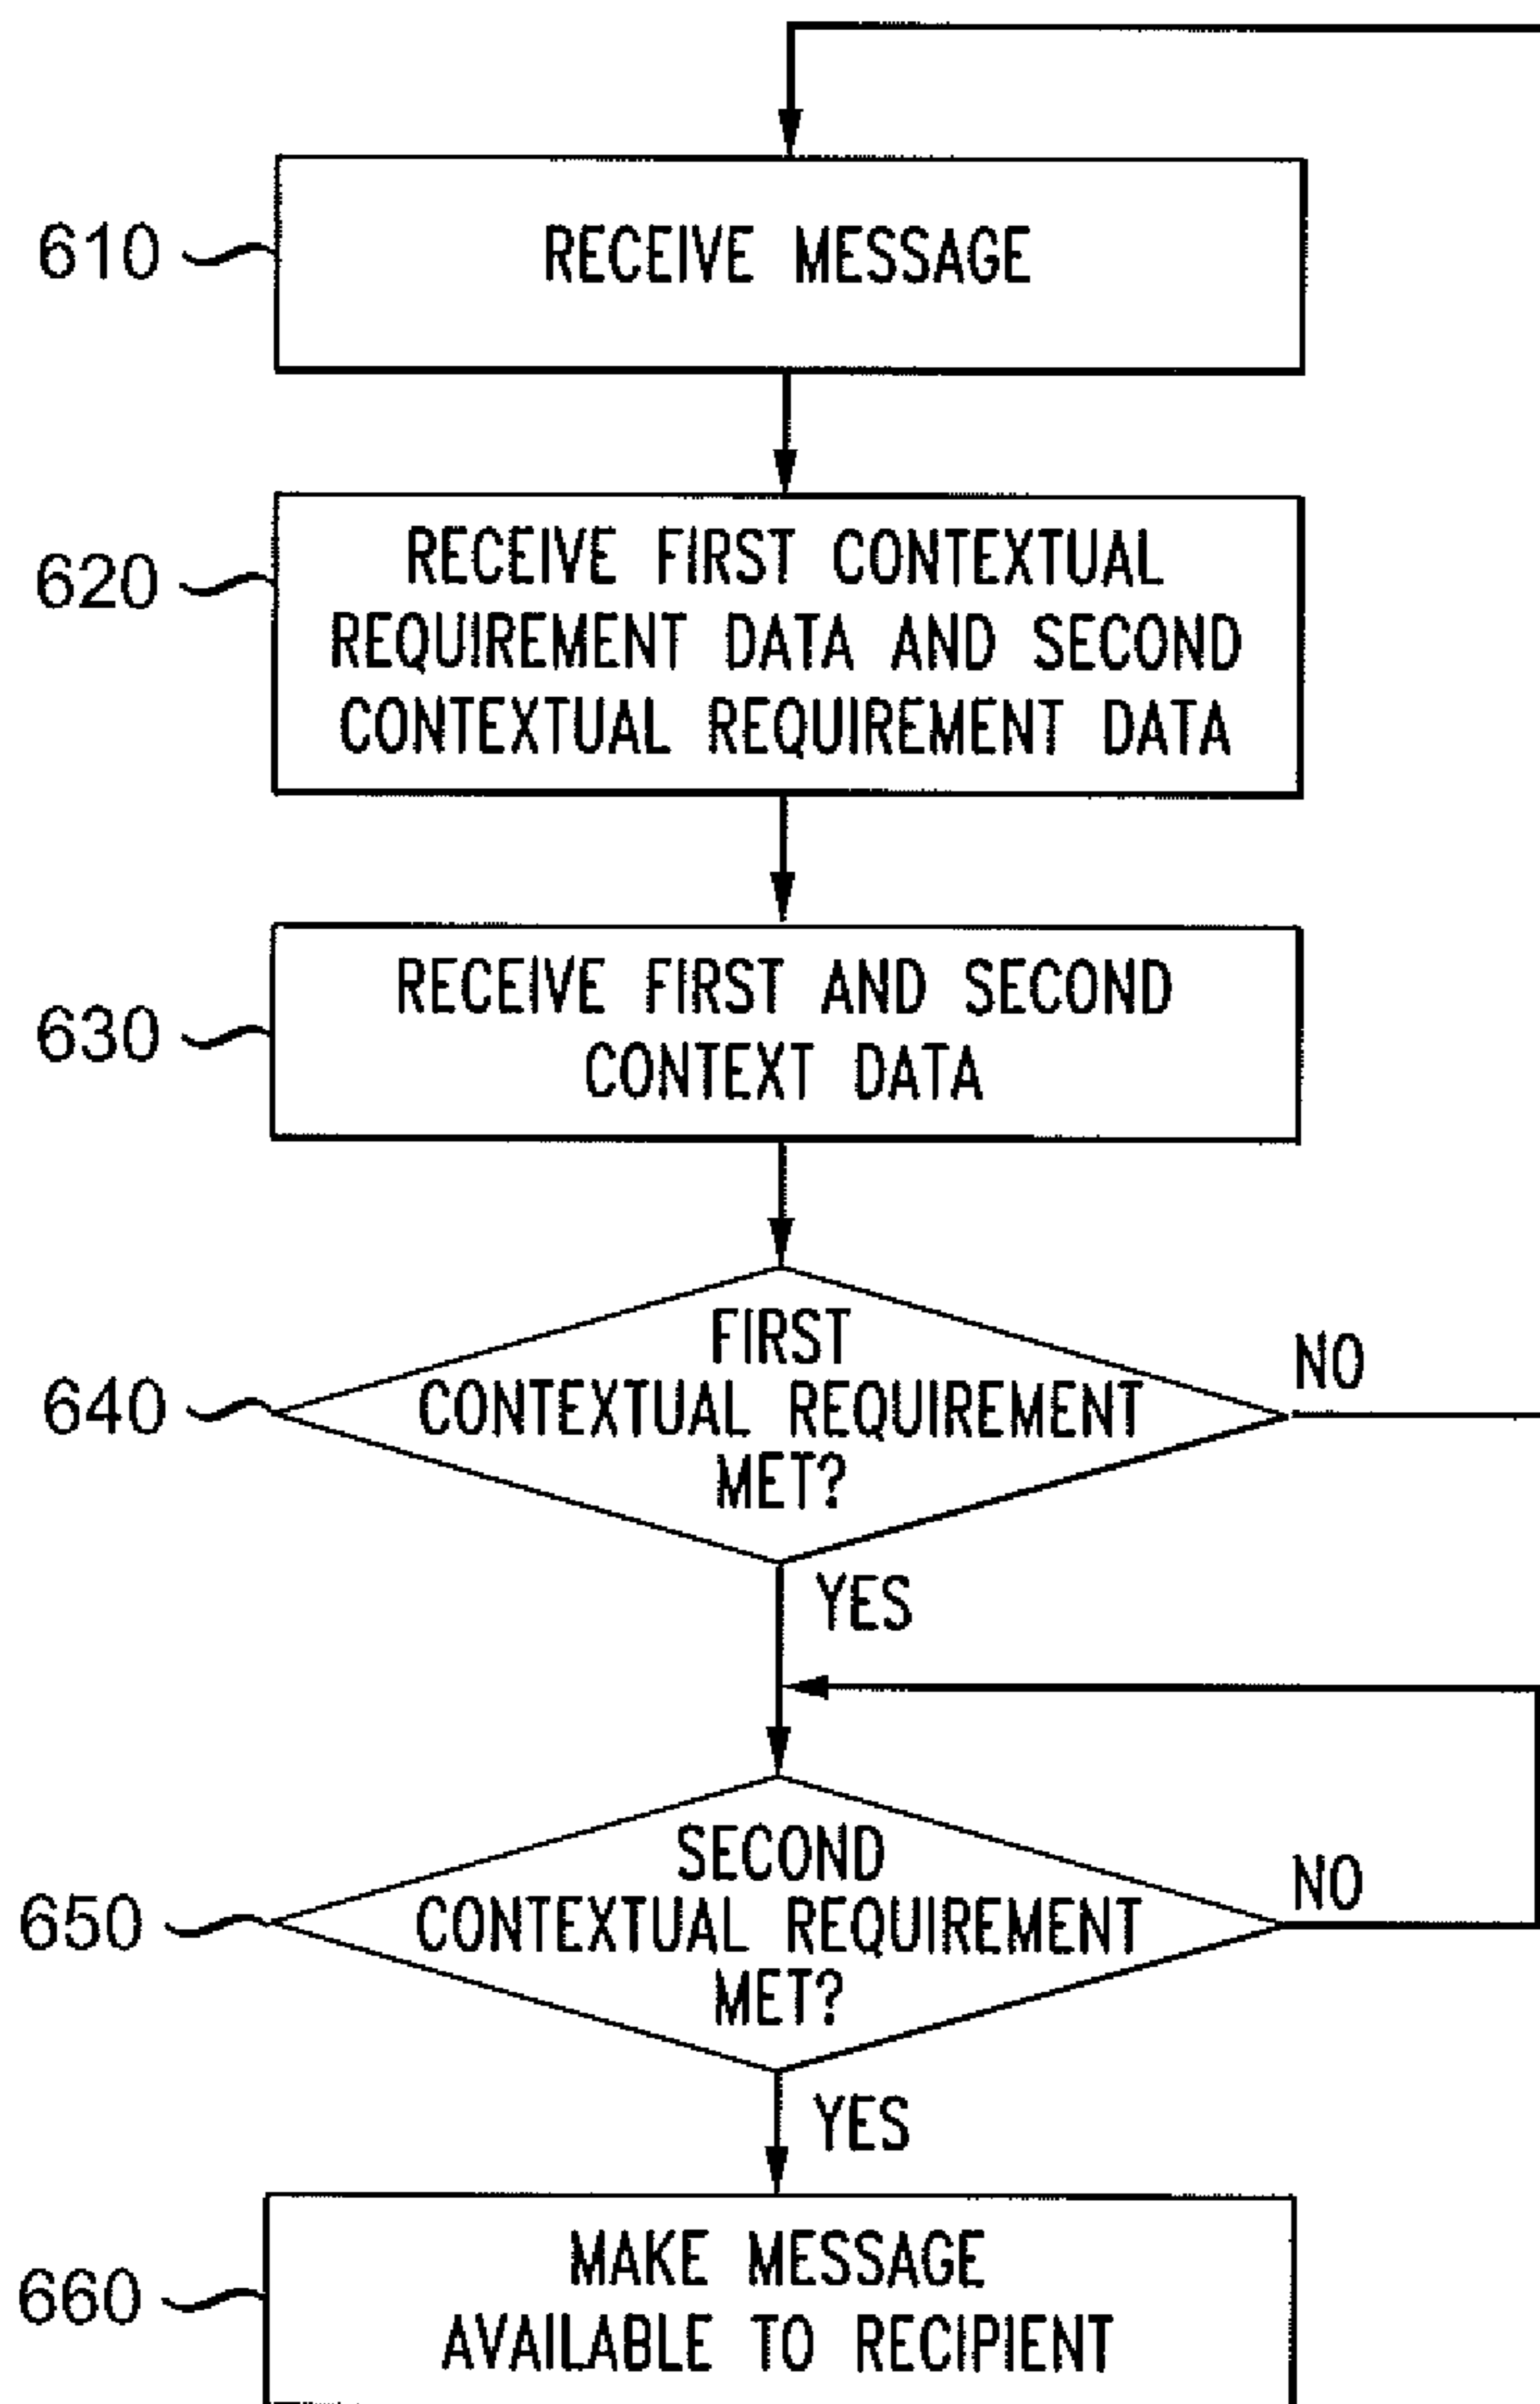 610
RECEIVE MESSAGE
620
RECEIVE FIRST CONTEXTUAL
REQUIREMENT DATA AND SECOND
CONTEXTUAL REQUIREMENT DATA
630
RECEIVE FIRST AND SECOND
CONTEXT DATA
640
FIRST
CONTEXTUAL REQUIREMENT
MET?
NO
YES
650
SECOND
CONTEXTUAL REQUIREMENT
MET?
NO
YES
660
MAKE MESSAGE
AVAILABLE TO RECIPIENT